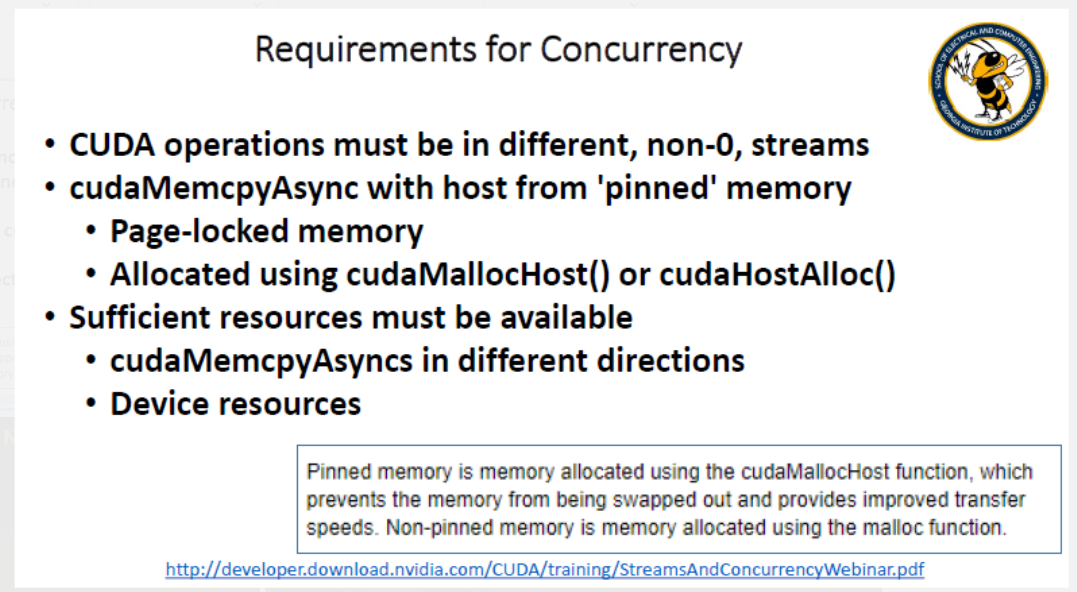 Requirements for Concurrency
SCHOOL OF ELECTRICAL AND COMPUTER ENGINEERING
GEORGIA INSTITUTE OF TECHNOLOGY
• CUDA operations must be in different, non-0, streams
• cudaMemcpyAsync with host from 'pinned' memory
• Page-locked memory
• Allocated using cudaMallocHost() or cudaHostAlloc()
• Sufficient resources must be available
• cudaMemcpyAsyncs in different directions
• Device resources
Pinned memory is memory allocated using the cudaMallocHost function, which
prevents the memory from being swapped out and provides improved transfer
speeds. Non-pinned memory is memory allocated using the malloc function.
http://developer.download.nvidia.com/CUDA/training/StreamsAndConcurrencyWebinar.pdf